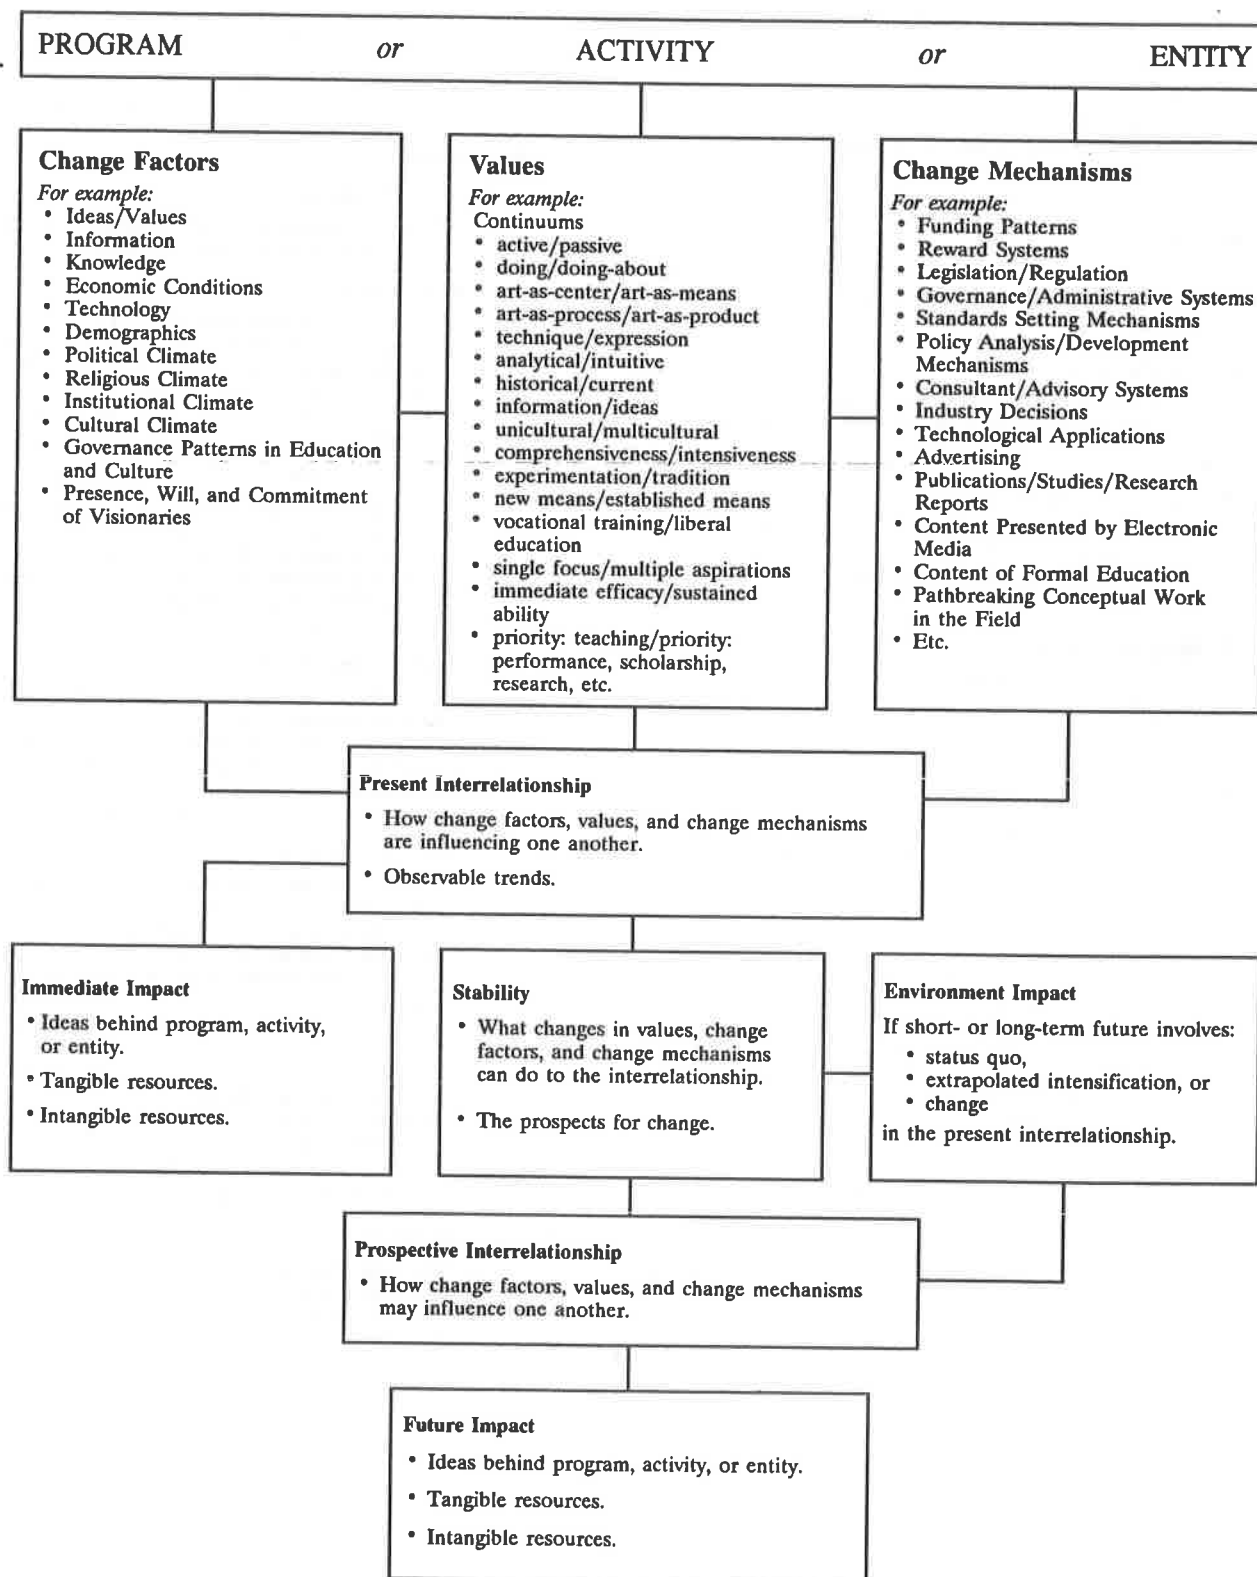 PROGRAM or ACTIVITY or ENTITY
Change Factors
For example:
• Ideas/Values
• Information
• Knowledge
• Economic Conditions
• Technology
• Demographics
• Political Climate
• Religious Climate
• Institutional Climate
• Cultural Climate
• Governance Patterns in Education
and Culture
• Presence, Will, and Commitment
of Visionaries
Values
For example:
Continuums
• active/passive
• doing/doing-about
• art-as-center/art-as-means
• art-as-process/art-as-product
• technique/expression
• analytical/intuitive
• historical/current
• information/ideas
• unicultural/multicultural
• comprehensiveness/intensiveness
• experimentation/tradition
• new means/established means
• vocational training/liberal
education
• single focus/multiple aspirations
• immediate efficacy/sustained
ability
• priority: teaching/priority:
performance, scholarship,
research, etc.
Change Mechanisms
For example:
• Funding Patterns
• Reward Systems
• Legislation/Regulation
• Governance/Administrative Systems
• Standards Setting Mechanisms
• Policy Analysis/Development
Mechanisms
• Consultant/Advisory Systems
• Industry Decisions
• Technological Applications
• Advertising
• Publications/Studies/Research
Reports
• Content Presented by Electronic
Media
• Content of Formal Education
• Pathbreaking Conceptual Work
in the Field
• Etc.
Present Interrelationship
• How change factors, values, and change mechanisms
are influencing one another.
• Observable trends.
Immediate Impact
• Ideas behind program, activity,
or entity.
• Tangible resources.
• Intangible resources.
Stability
• What changes in values, change
factors, and change mechanisms
can do to the interrelationship.
• The prospects for change.
Environment Impact
If short- or long-term future involves:
• status quo,
• extrapolated intensification, or
• change
in the present interrelationship.
Prospective Interrelationship
• How change factors, values, and change mechanisms
may influence one another.
Future Impact
• Ideas behind program, activity, or entity.
• Tangible resources.
• Intangible resources.